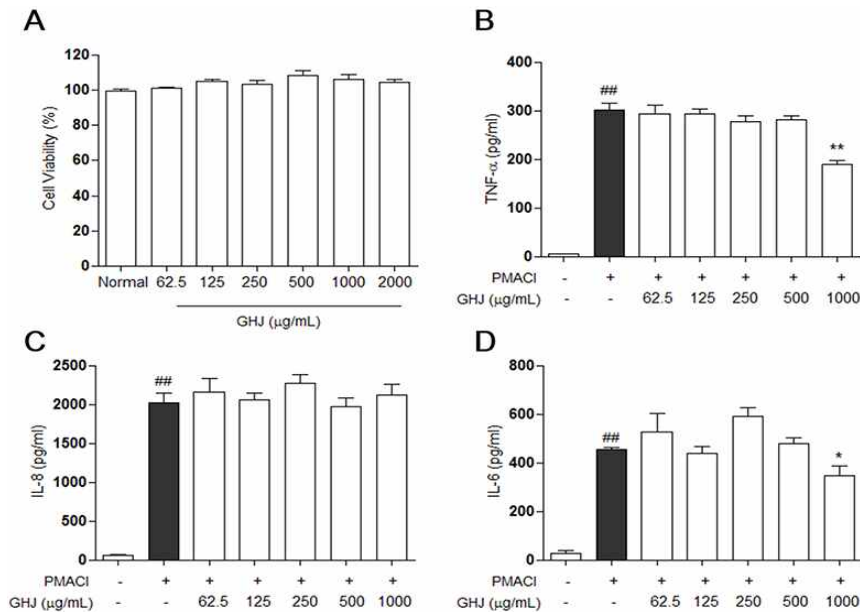 A
Cell Viability (%)
120
100
80
60
40
20
0
Normal 62.5 125 250 500 1000 2000
GHJ (μg/mL)
B
TNF-α (pg/ml)
400
300
200
100
0
##
**
PMACI - + + + + + +
GHJ (μg/mL) - - 62.5 125 250 500 1000
C
IL-8 (pg/ml)
2500
2000
1500
1000
500
0
##
PMACI - + + + + + +
GHJ (μg/mL) - - 62.5 125 250 500 1000
D
IL-6 (pg/ml)
800
600
400
200
0
##
*
PMACI - + + + + + +
GHJ (μg/mL) - - 62.5 125 250 500 1000